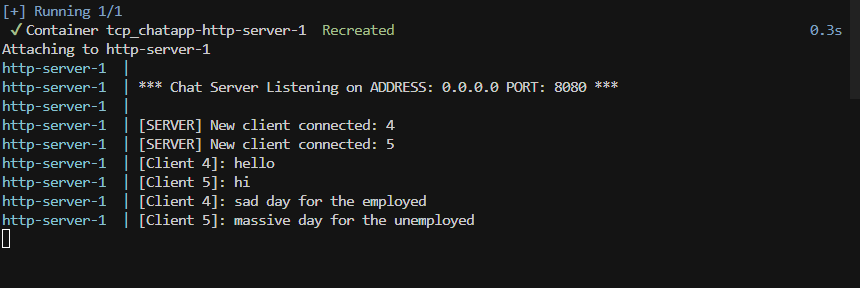 [+] Running 1/1
✓Container tcp_chatapp-http-server-1  Recreated  0.3s
Attaching to http-server-1
http-server-1  |
http-server-1  | *** Chat Server Listening on ADDRESS: 0.0.0.0 PORT: 8080 ***
http-server-1  |
http-server-1  | [SERVER] New client connected: 4
http-server-1  | [SERVER] New client connected: 5
http-server-1  | [Client 4]: hello
http-server-1  | [Client 5]: hi
http-server-1  | [Client 4]: sad day for the employed
http-server-1  | [Client 5]: massive day for the unemployed